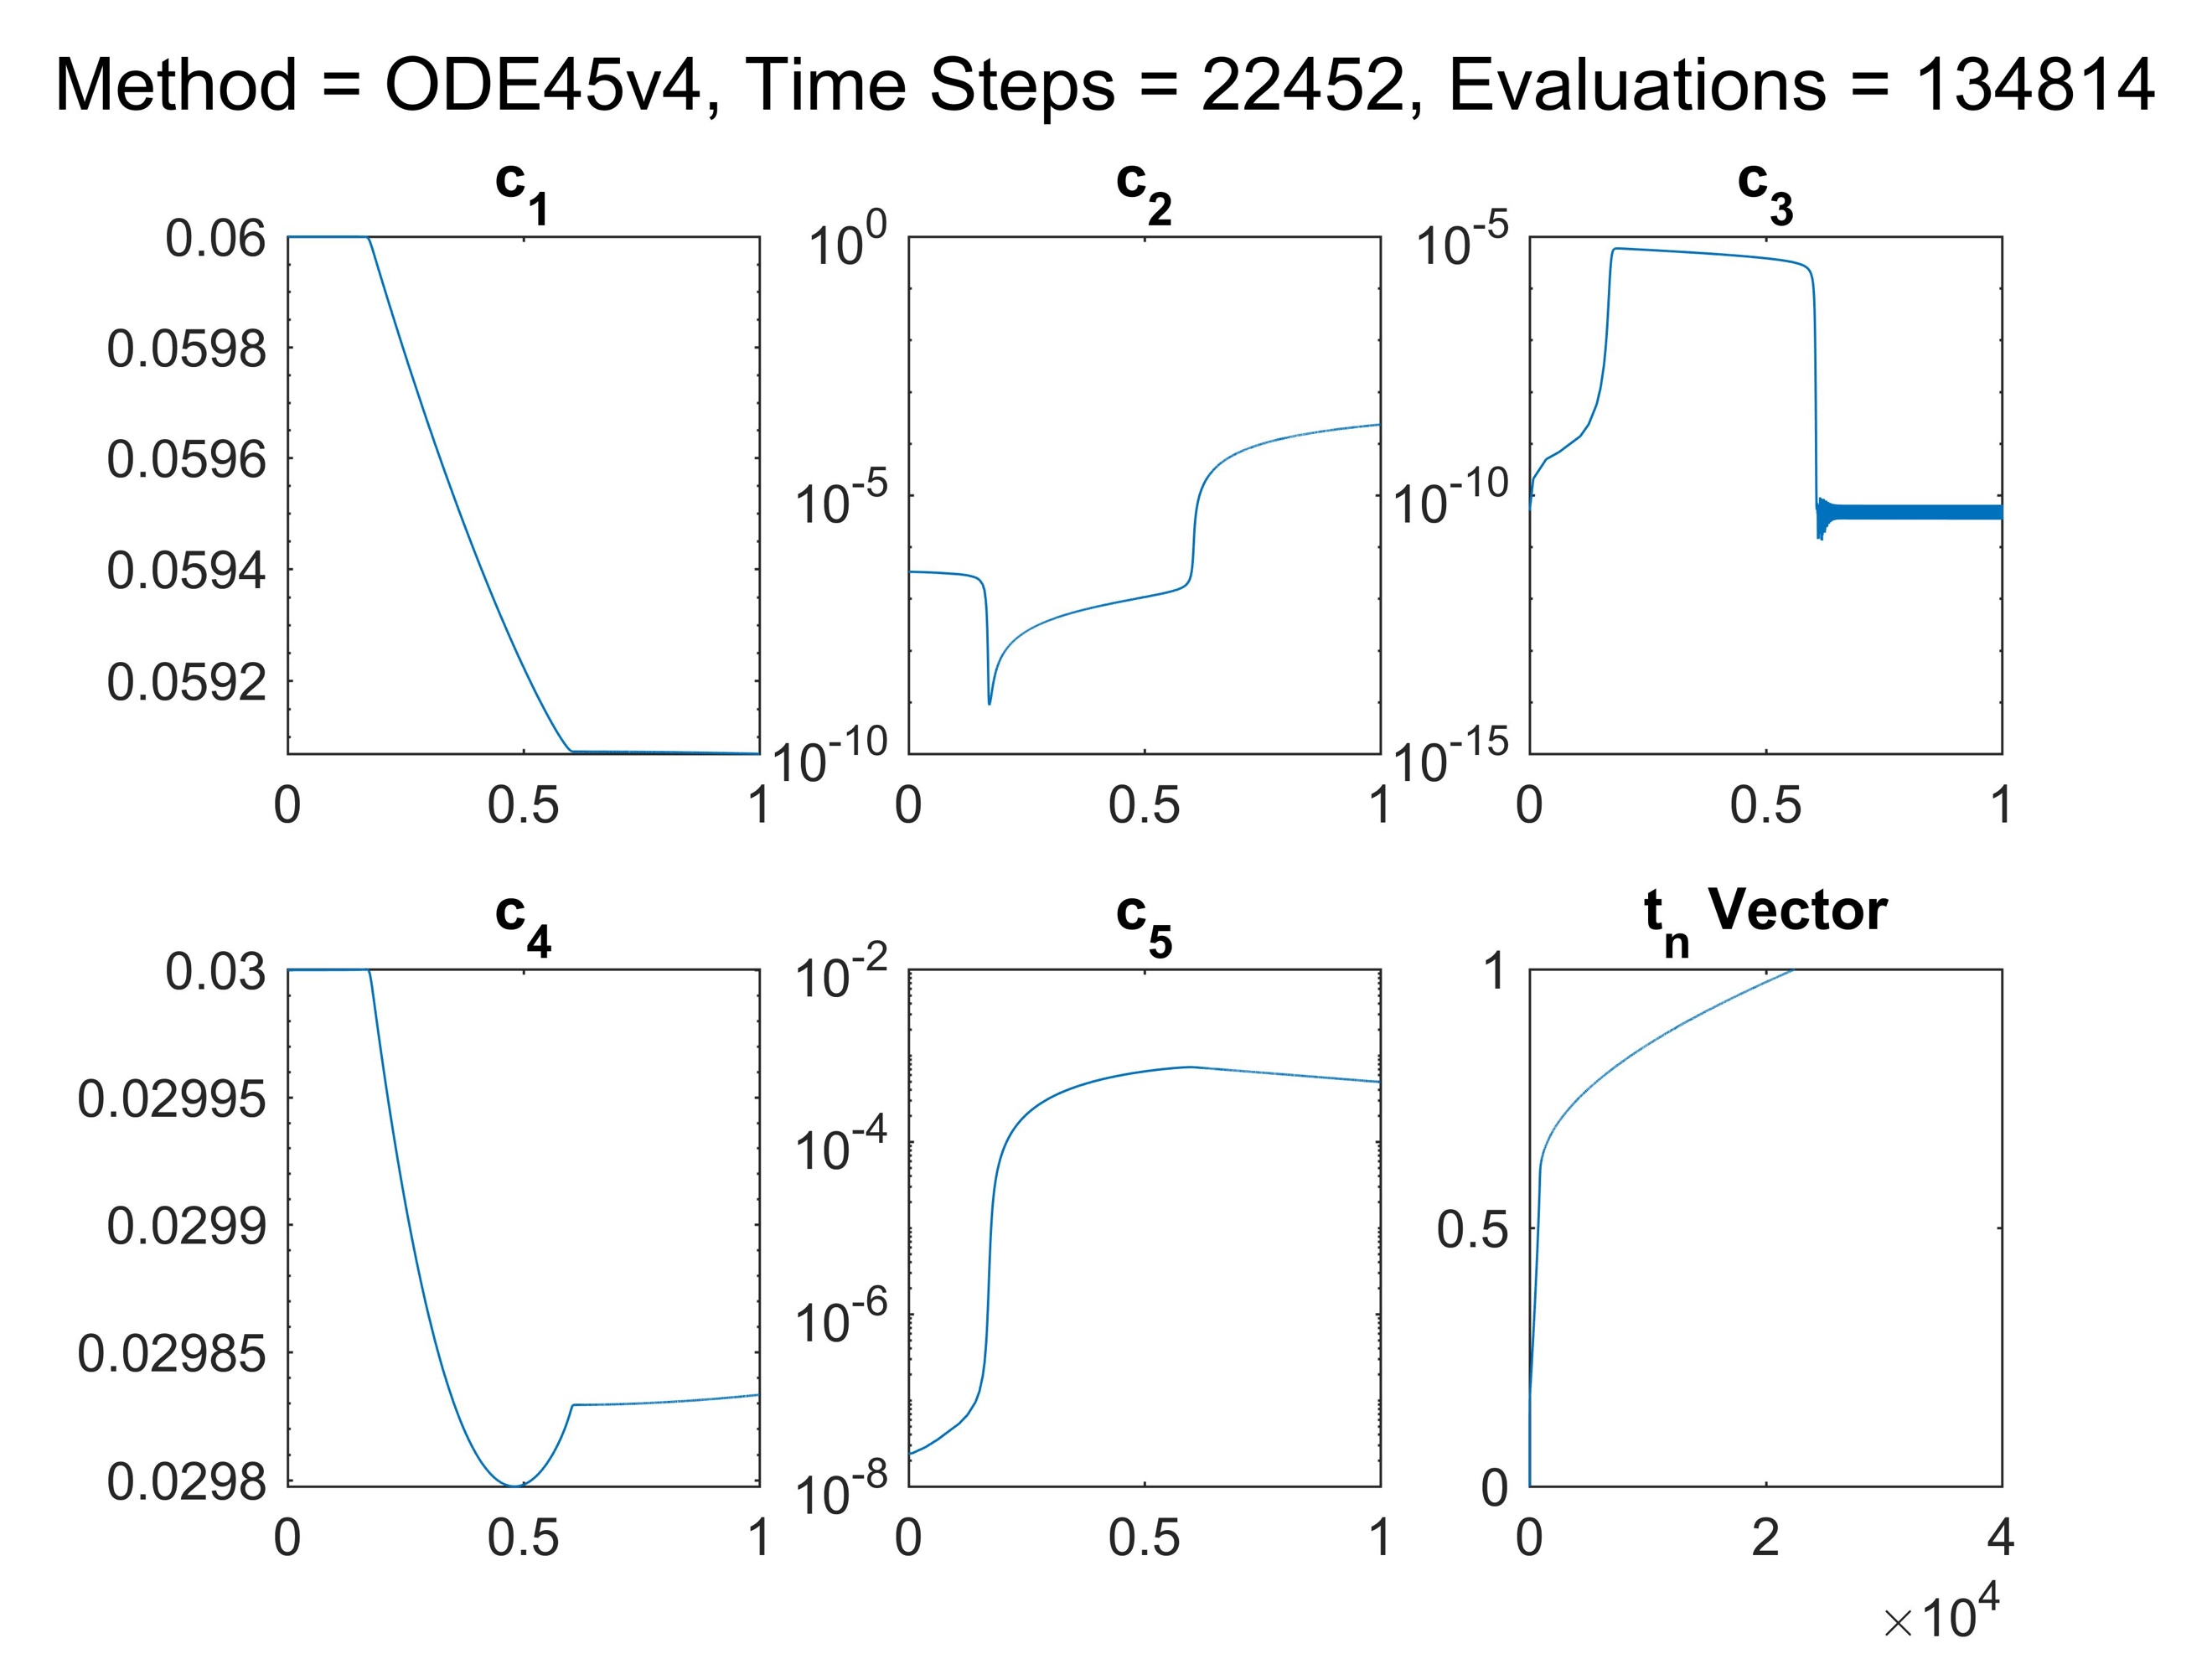 Method = ODE45v4, Time Steps = 22452, Evaluations = 134814
c1
0.06
0.0598
0.0596
0.0594
0.0592
0 0.5 1
c2
10^0
10^-5
10^-10
0 0.5 1
c3
10^-5
10^-10
10^-15
0 0.5 1
c4
0.03
0.02995
0.0299
0.02985
0.0298
0 0.5 1
c5
10^-2
10^-4
10^-6
10^-8
0 0.5 1
tn Vector
1
0.5
0
0 2 4
×10^4